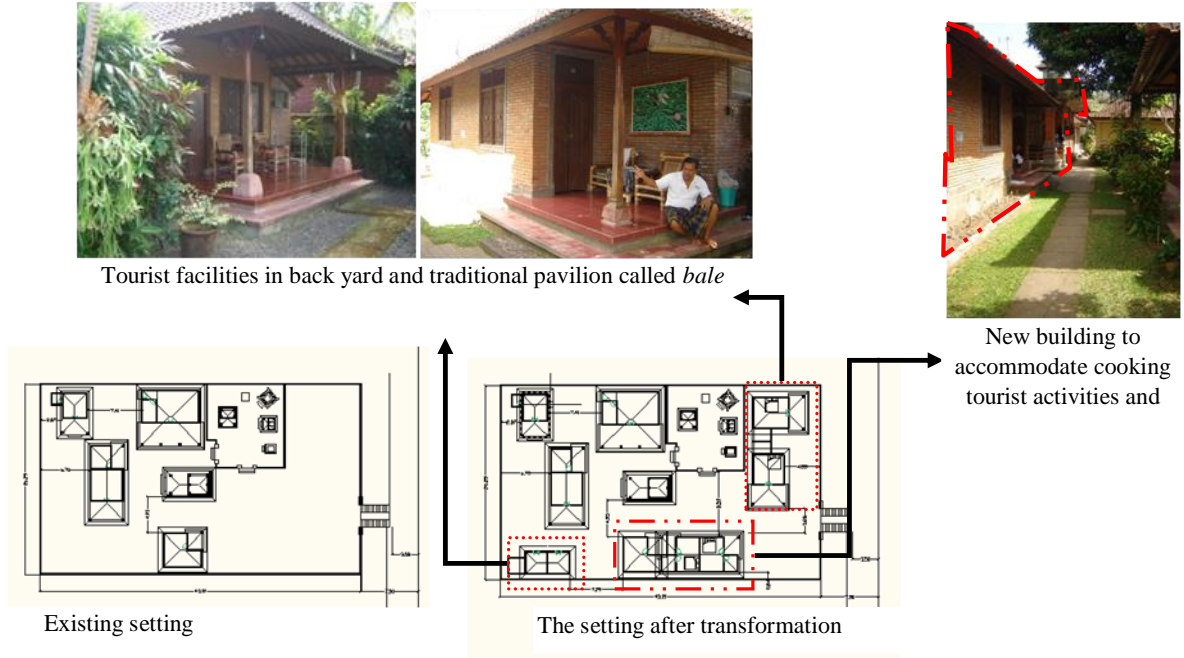 Tourist facilities in back yard and traditional pavilion called bale
New building to
accommodate cooking
tourist activities and
Existing setting
The setting after transformation